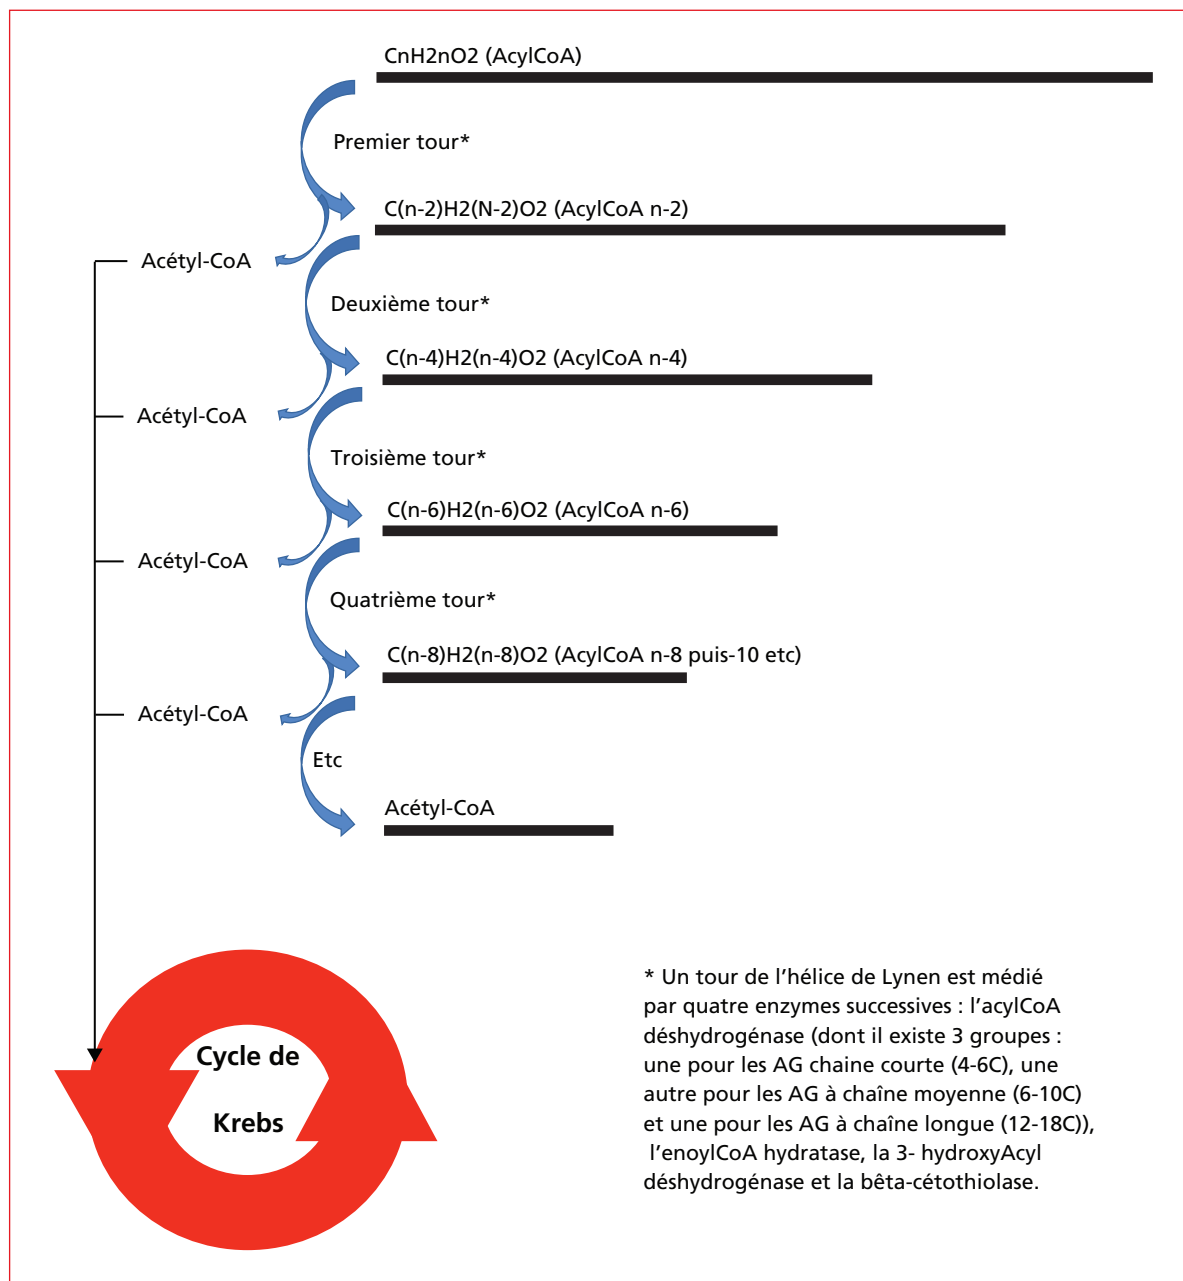 CnH2nO2 (AcylCoA)
Premier tour*
C(n-2)H2(N-2)O2 (AcylCoA n-2)
Acétyl-CoA
Deuxième tour*
C(n-4)H2(n-4)O2 (AcylCoA n-4)
Acétyl-CoA
Troisième tour*
C(n-6)H2(n-6)O2 (AcylCoA n-6)
Acétyl-CoA
Quatrième tour*
C(n-8)H2(n-8)O2 (AcylCoA n-8 puis-10 etc)
Acétyl-CoA
Etc
Acétyl-CoA
Cycle de
Krebs
* Un tour de l'hélice de Lynen est médié
par quatre enzymes successives : l'acylCoA
déshydrogénase (dont il existe 3 groupes :
une pour les AG chaine courte (4-6C), une
autre pour les AG à chaîne moyenne (6-10C)
et une pour les AG à chaîne longue (12-18C)),
l'enoylCoA hydratase, la 3- hydroxyAcyl
déshydrogénase et la bêta-cétothiolase.